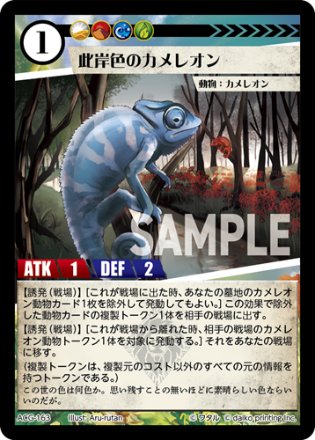 1
此岸色のカメレオン
動物:カメレオン
SAMPLE
ATK 1 DEF 2
【誘発(戦場)】[これが戦場に出た時、あなたの墓地のカメレオ
ン動物カード1枚を除外して発動してもよい。]この効果で除外
した動物カードの複製トークン1体を相手の戦場に出す。
【誘発(戦場)】[これが戦場から離れた時、相手の戦場のカメレ
オン動物トークン1体を対象に発動する。]それをあなたの戦場
に移す。
(複製トークンは、複製元のコスト以外のすべての元の情報を
持つトークンである。)
この世の色は何色か。思い残すことの無いほどに素晴らしい色ならい
いのだが。
ACG-163 Illust: Aru-rutan ©ワタル © daiko printing, inc.